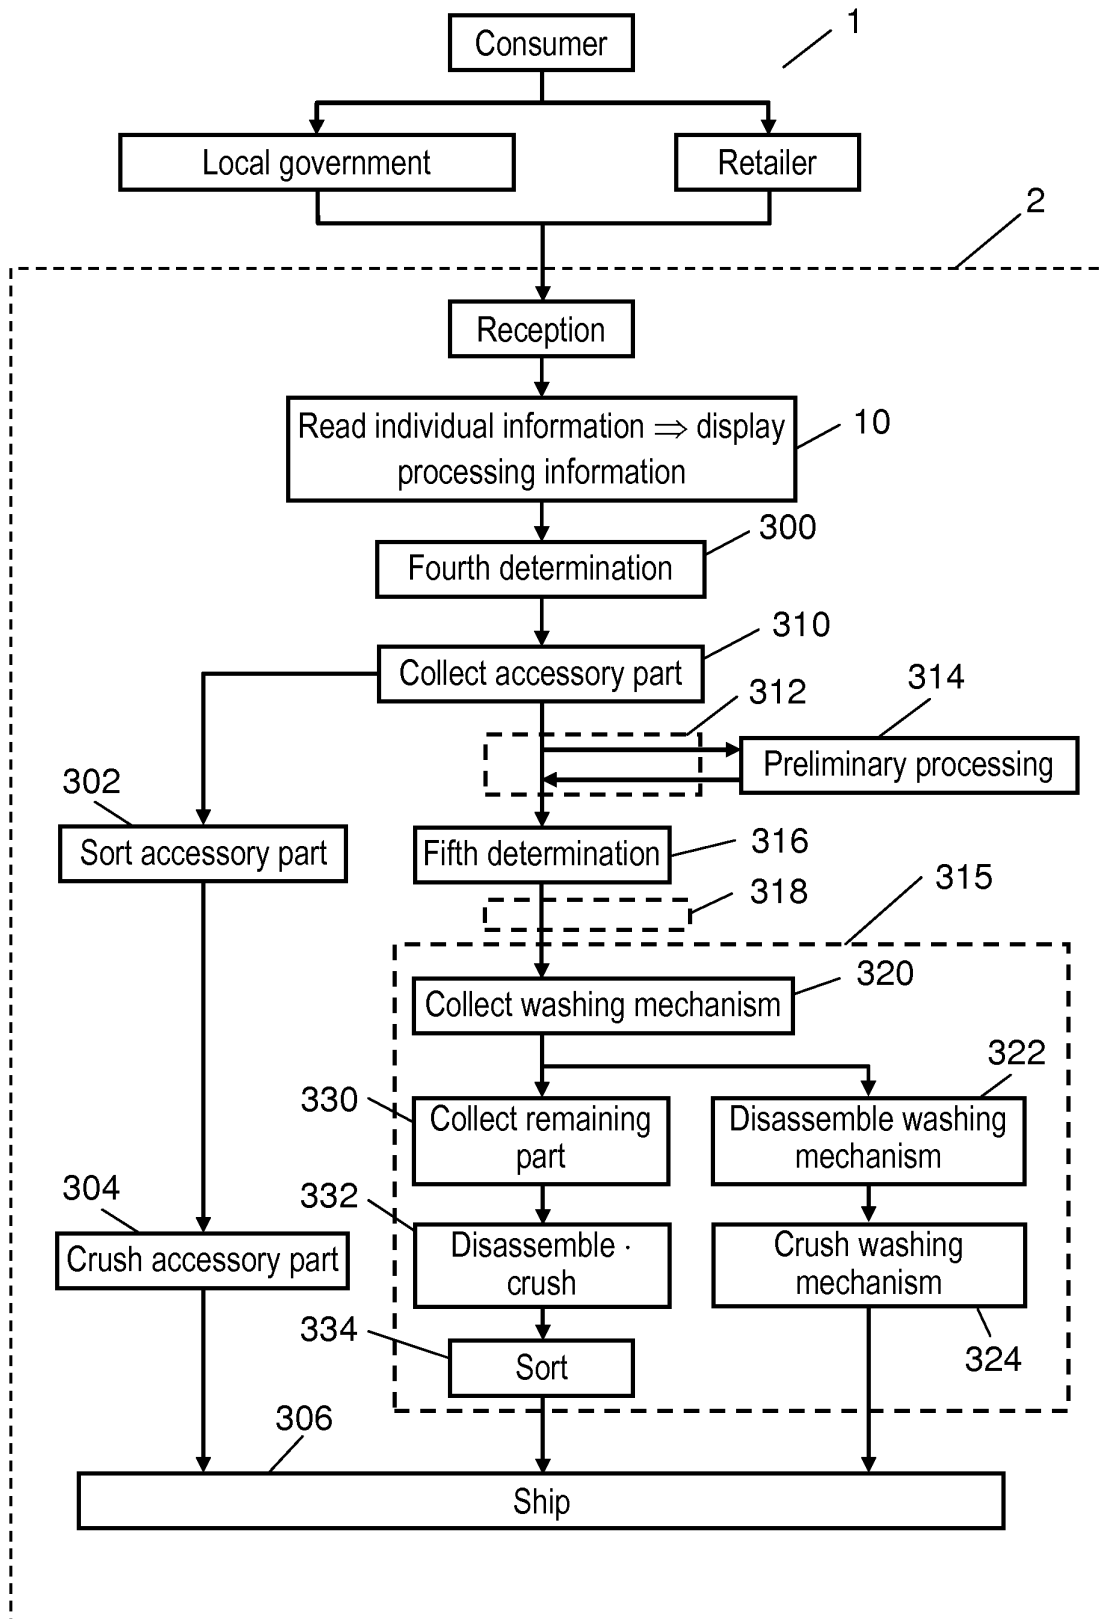 Consumer
1
Local government
Retailer
2
Reception
Read individual information ⇒ display
processing information
10
300
Fourth determination
310
Collect accessory part
312
314
Preliminary processing
302
Sort accessory part
Fifth determination
316
318
315
320
Collect washing mechanism
322
330
Collect remaining
part
Disassemble washing
mechanism
304
Crush accessory part
332
Disassemble ·
crush
Crush washing
mechanism
334
Sort
324
306
Ship